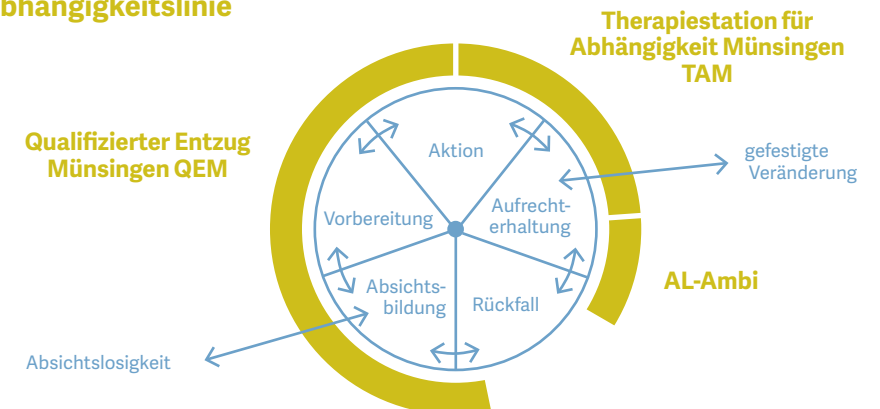 bhängigkeitslinie
Therapiestation für
Abhängigkeit Münsingen
TAM
Qualifizierter Entzug
Münsingen QEM
Aktion
gefestigte
Veränderung
Vorbereitung
Aufrecht-
erhaltung
Absichts-
bildung
Rückfall
AL-Ambi
Absichtslosigkeit